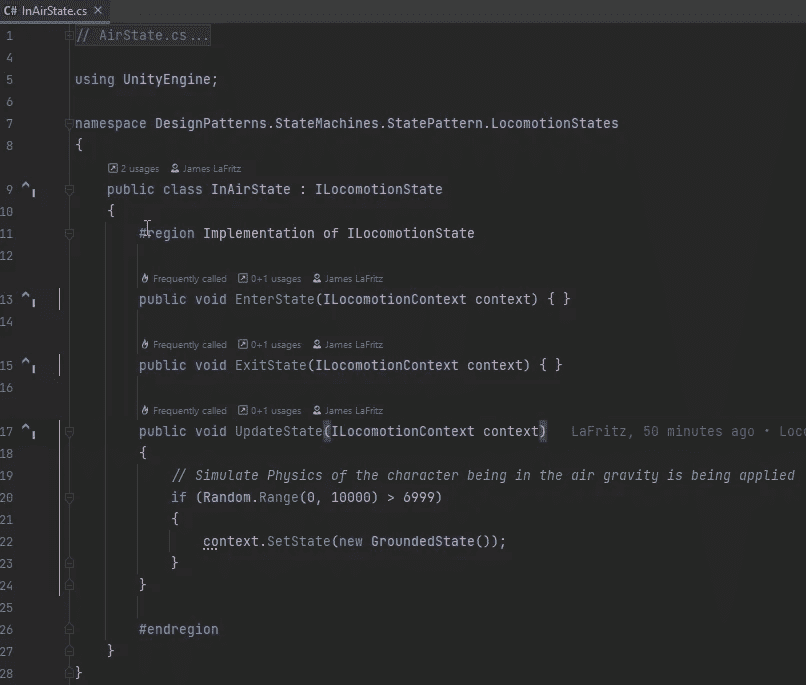 C# InAirState.cs ×
1 // AirState.cs...
4
5 using UnityEngine;
6
7 namespace DesignPatterns.StateMachines.StatePattern.LocomotionStates
8 {
2 usages James LaFritz
9 public class InAirState : ILocomotionState
10 {
11 #region Implementation of ILocomotionState
12
Frequently called 0+1 usages James LaFritz
13 public void EnterState(ILocomotionContext context) { }
14
Frequently called 0+1 usages James LaFritz
15 public void ExitState(ILocomotionContext context) { }
16
Frequently called 0+1 usages James LaFritz
17 public void UpdateState(ILocomotionContext context) LaFritz, 50 minutes ago • Loco
18 {
19 // Simulate Physics of the character being in the air gravity is being applied
20 if (Random.Range(0, 10000) > 6999)
21 {
22 context.SetState(new GroundedState());
23 }
24 }
25
26 #endregion
27 }
28 }